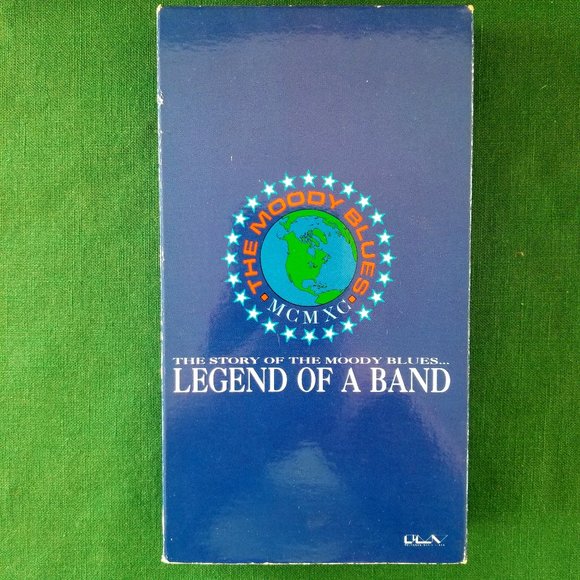 THE MOODY BLUES
MCMXC
THE STORY OF THE MOODY BLUES...
LEGEND OF A BAND